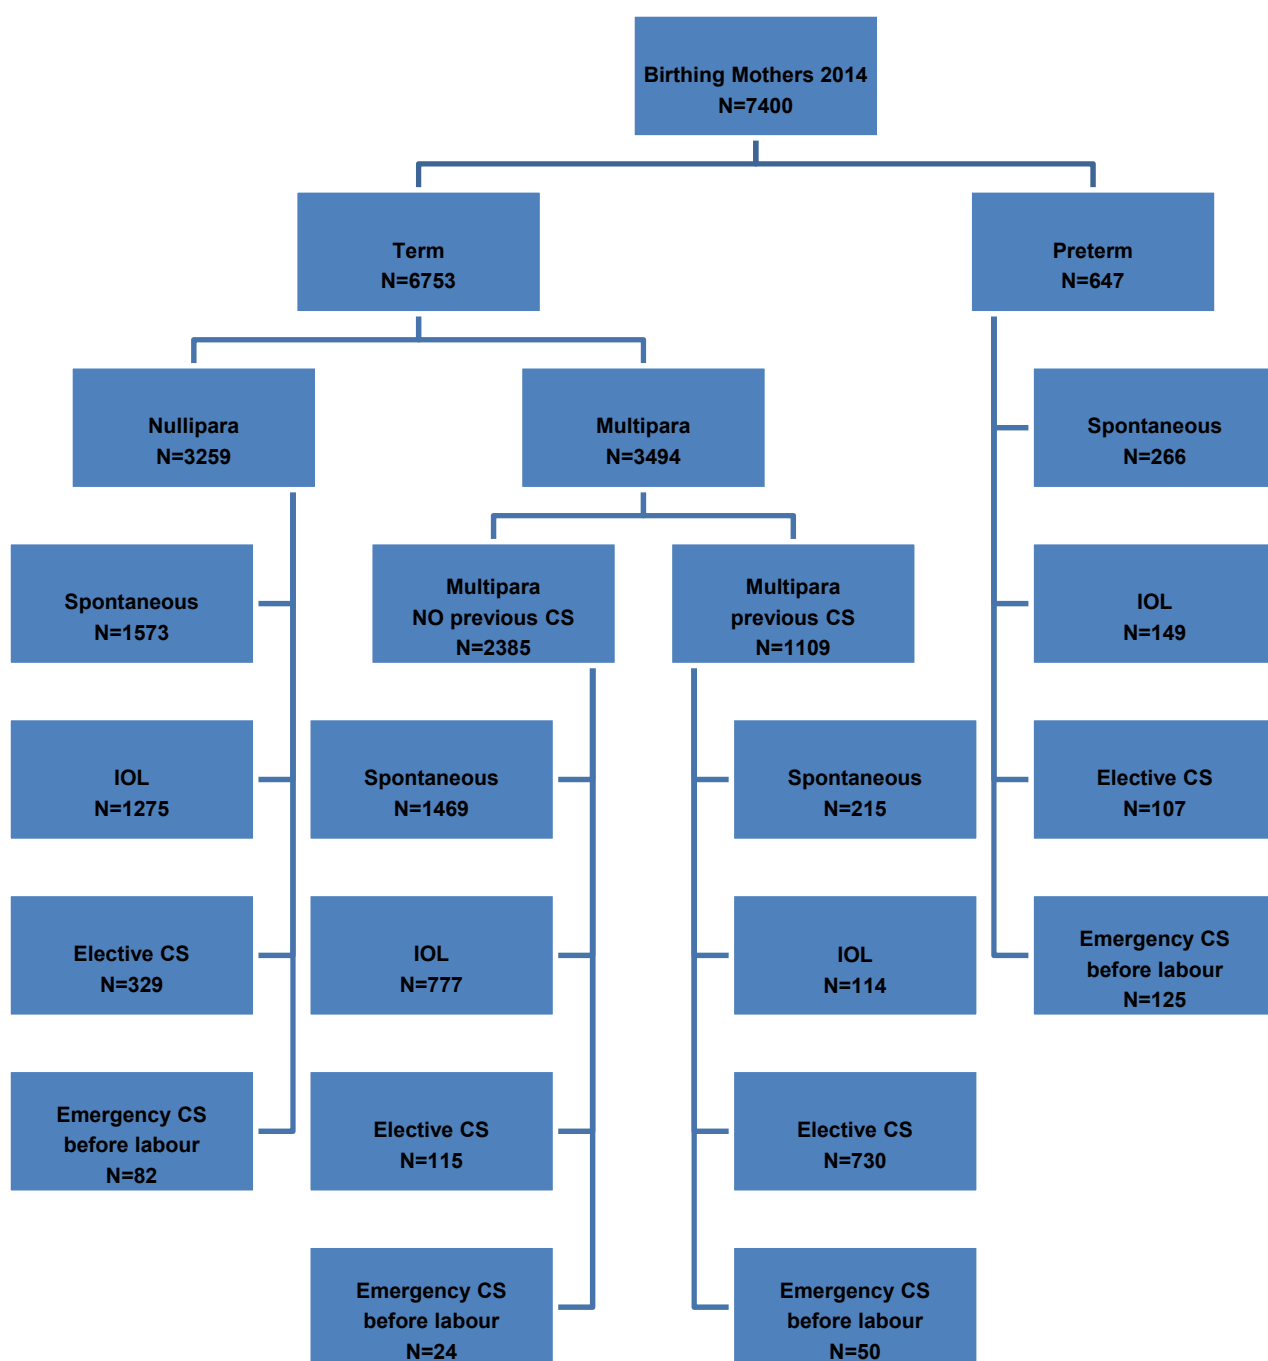 Birthing Mothers 2014
N=7400
Term
N=6753
Preterm
N=647
Nullipara
N=3259
Multipara
N=3494
Spontaneous
N=266
Spontaneous
N=1573
Multipara
NO previous CS
N=2385
Multipara
previous CS
N=1109
IOL
N=149
IOL
N=1275
Spontaneous
N=1469
Spontaneous
N=215
Elective CS
N=107
Elective CS
N=329
IOL
N=777
IOL
N=114
Emergency CS
before labour
N=125
Emergency CS
before labour
N=82
Elective CS
N=115
Elective CS
N=730
Emergency CS
before labour
N=24
Emergency CS
before labour
N=50